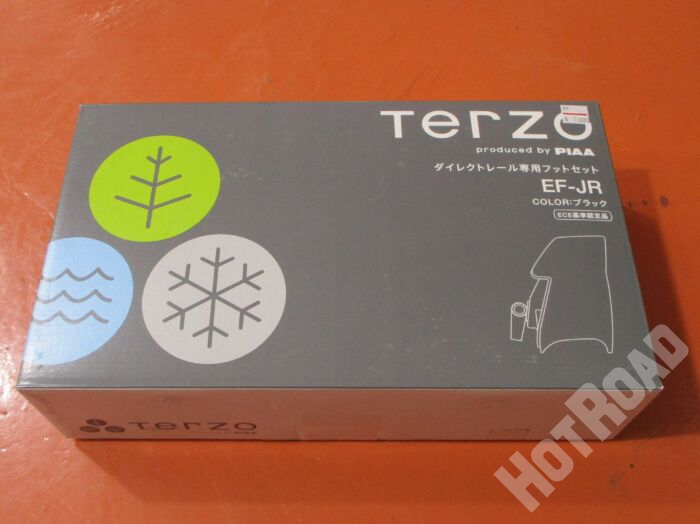 Terzo
produced by PIAA
ダイレクトレール専用フットセット
EF-JR
COLOR:ブラック
ECE基準認定品
Terzo
PIAA
HOTROAD